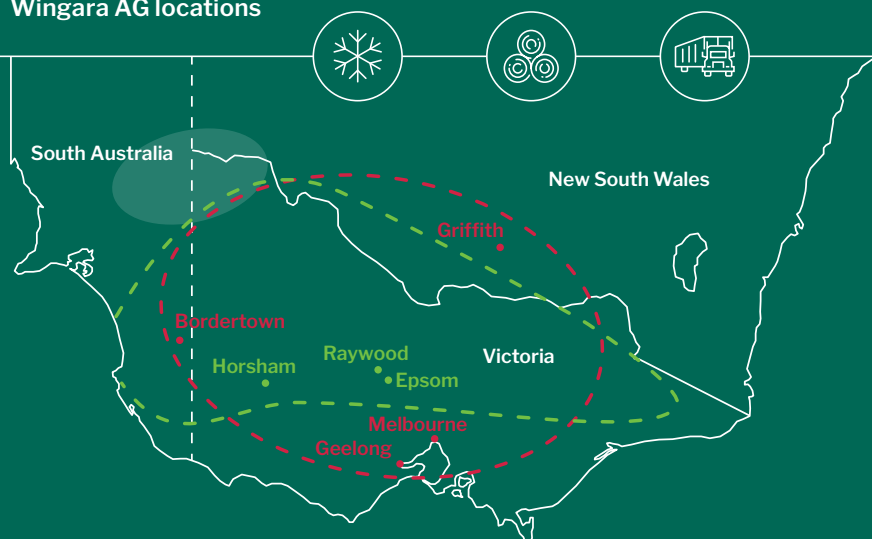 Wingara AG locations
South Australia
New South Wales
Griffith
Bordertown
Raywood
Victoria
Horsham
Epsom
Melbourne
Geelong